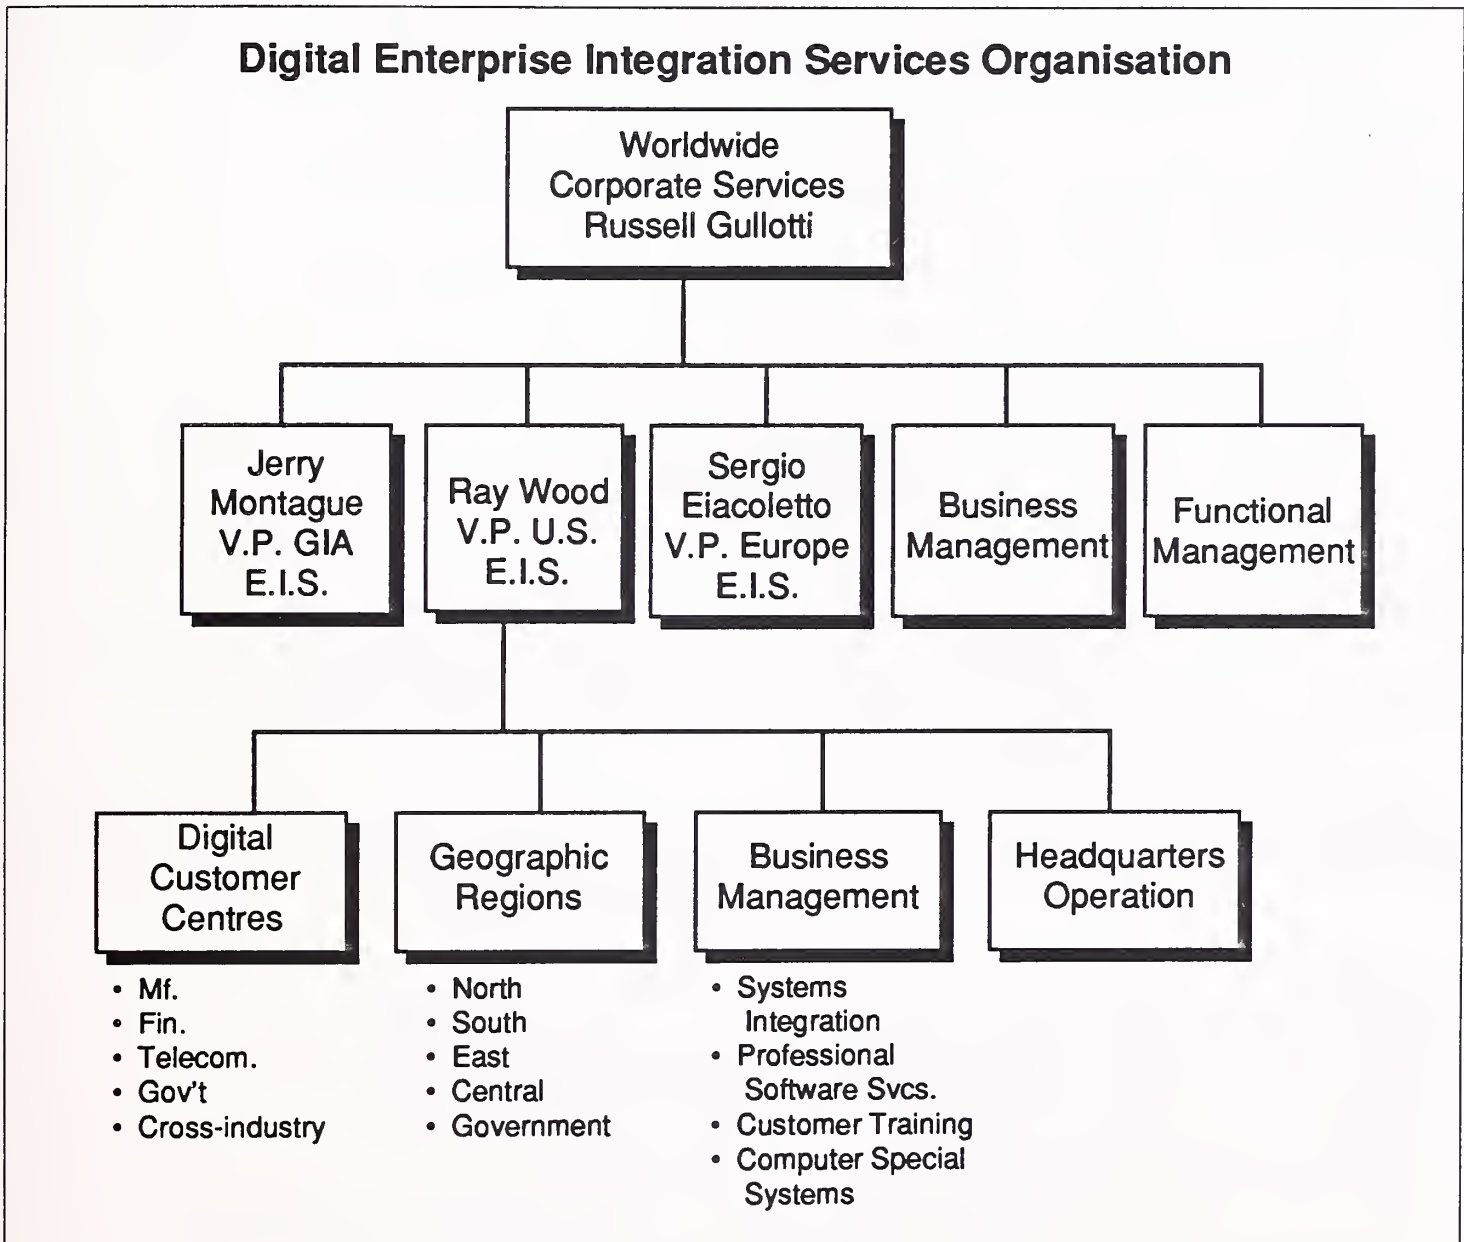 Digital Enterprise Integration Services Organisation
Worldwide
Corporate Services
Russell Gullotti
Jerry
Montague
V.P. GIA
E.I.S.
Ray Wood
V.P. U.S.
E.I.S.
Sergio
Eiacoletto
V.P. Europe
E.I.S.
Business
Management
Functional
Management
Digital
Customer
Centres
• Mf.
• Fin.
• Telecom.
• Gov't
• Cross-industry
Geographic
Regions
• North
• South
• East
• Central
• Government
Business
Management
• Systems
Integration
• Professional
Software Svcs.
• Customer Training
• Computer Special
Systems
Headquarters
Operation